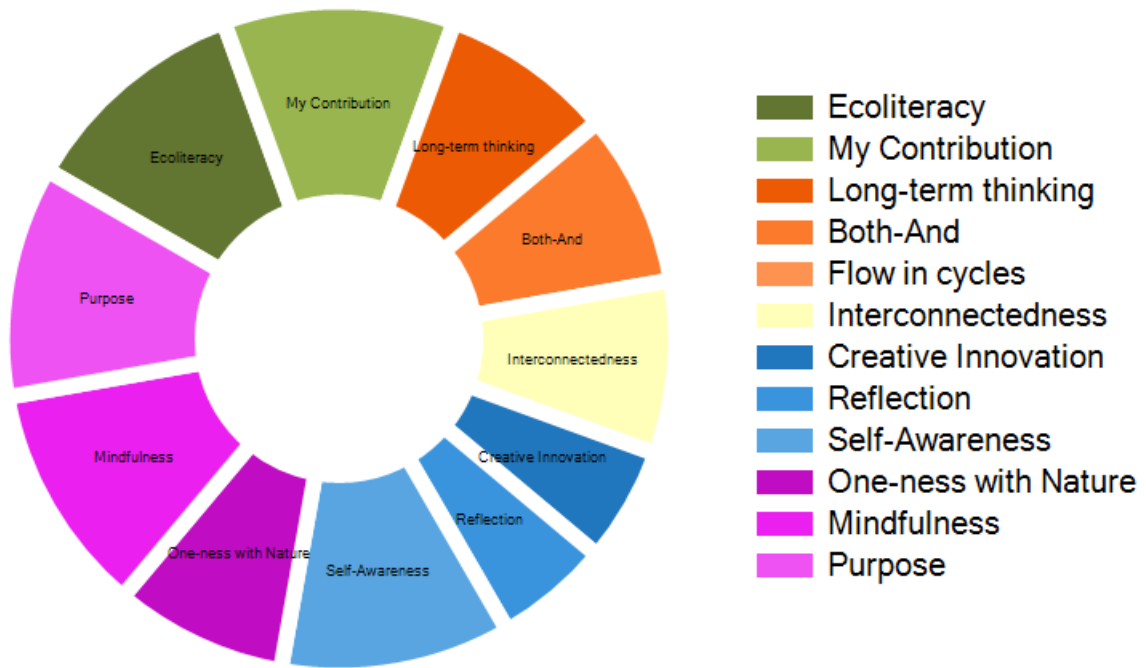 My Contribution
Ecoliteracy
Long-term thinking
Both-And
Purpose
Interconnectedness
Mindfulness
Creative Innovation
Reflection
One-ness with Nature
Self-Awareness
Ecoliteracy
My Contribution
Long-term thinking
Both-And
Flow in cycles
Interconnectedness
Creative Innovation
Reflection
Self-Awareness
One-ness with Nature
Mindfulness
Purpose